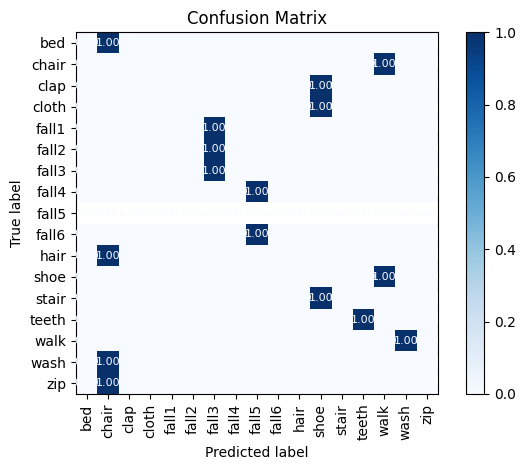 Confusion Matrix
True label
bed 1.00
chair 1.00
clap 1.00
cloth 1.00
fall1 1.00
fall2 1.00
fall3 1.00
fall4 1.00
fall5
fall6 1.00
hair 1.00
shoe 1.00
stair 1.00
teeth 1.00
walk 1.00
wash 1.00
zip 1.00
bed chair clap cloth fall1 fall2 fall3 fall4 fall5 fall6 hair shoe stair teeth walk wash zip
Predicted label
1.0
0.8
0.6
0.4
0.2
0.0